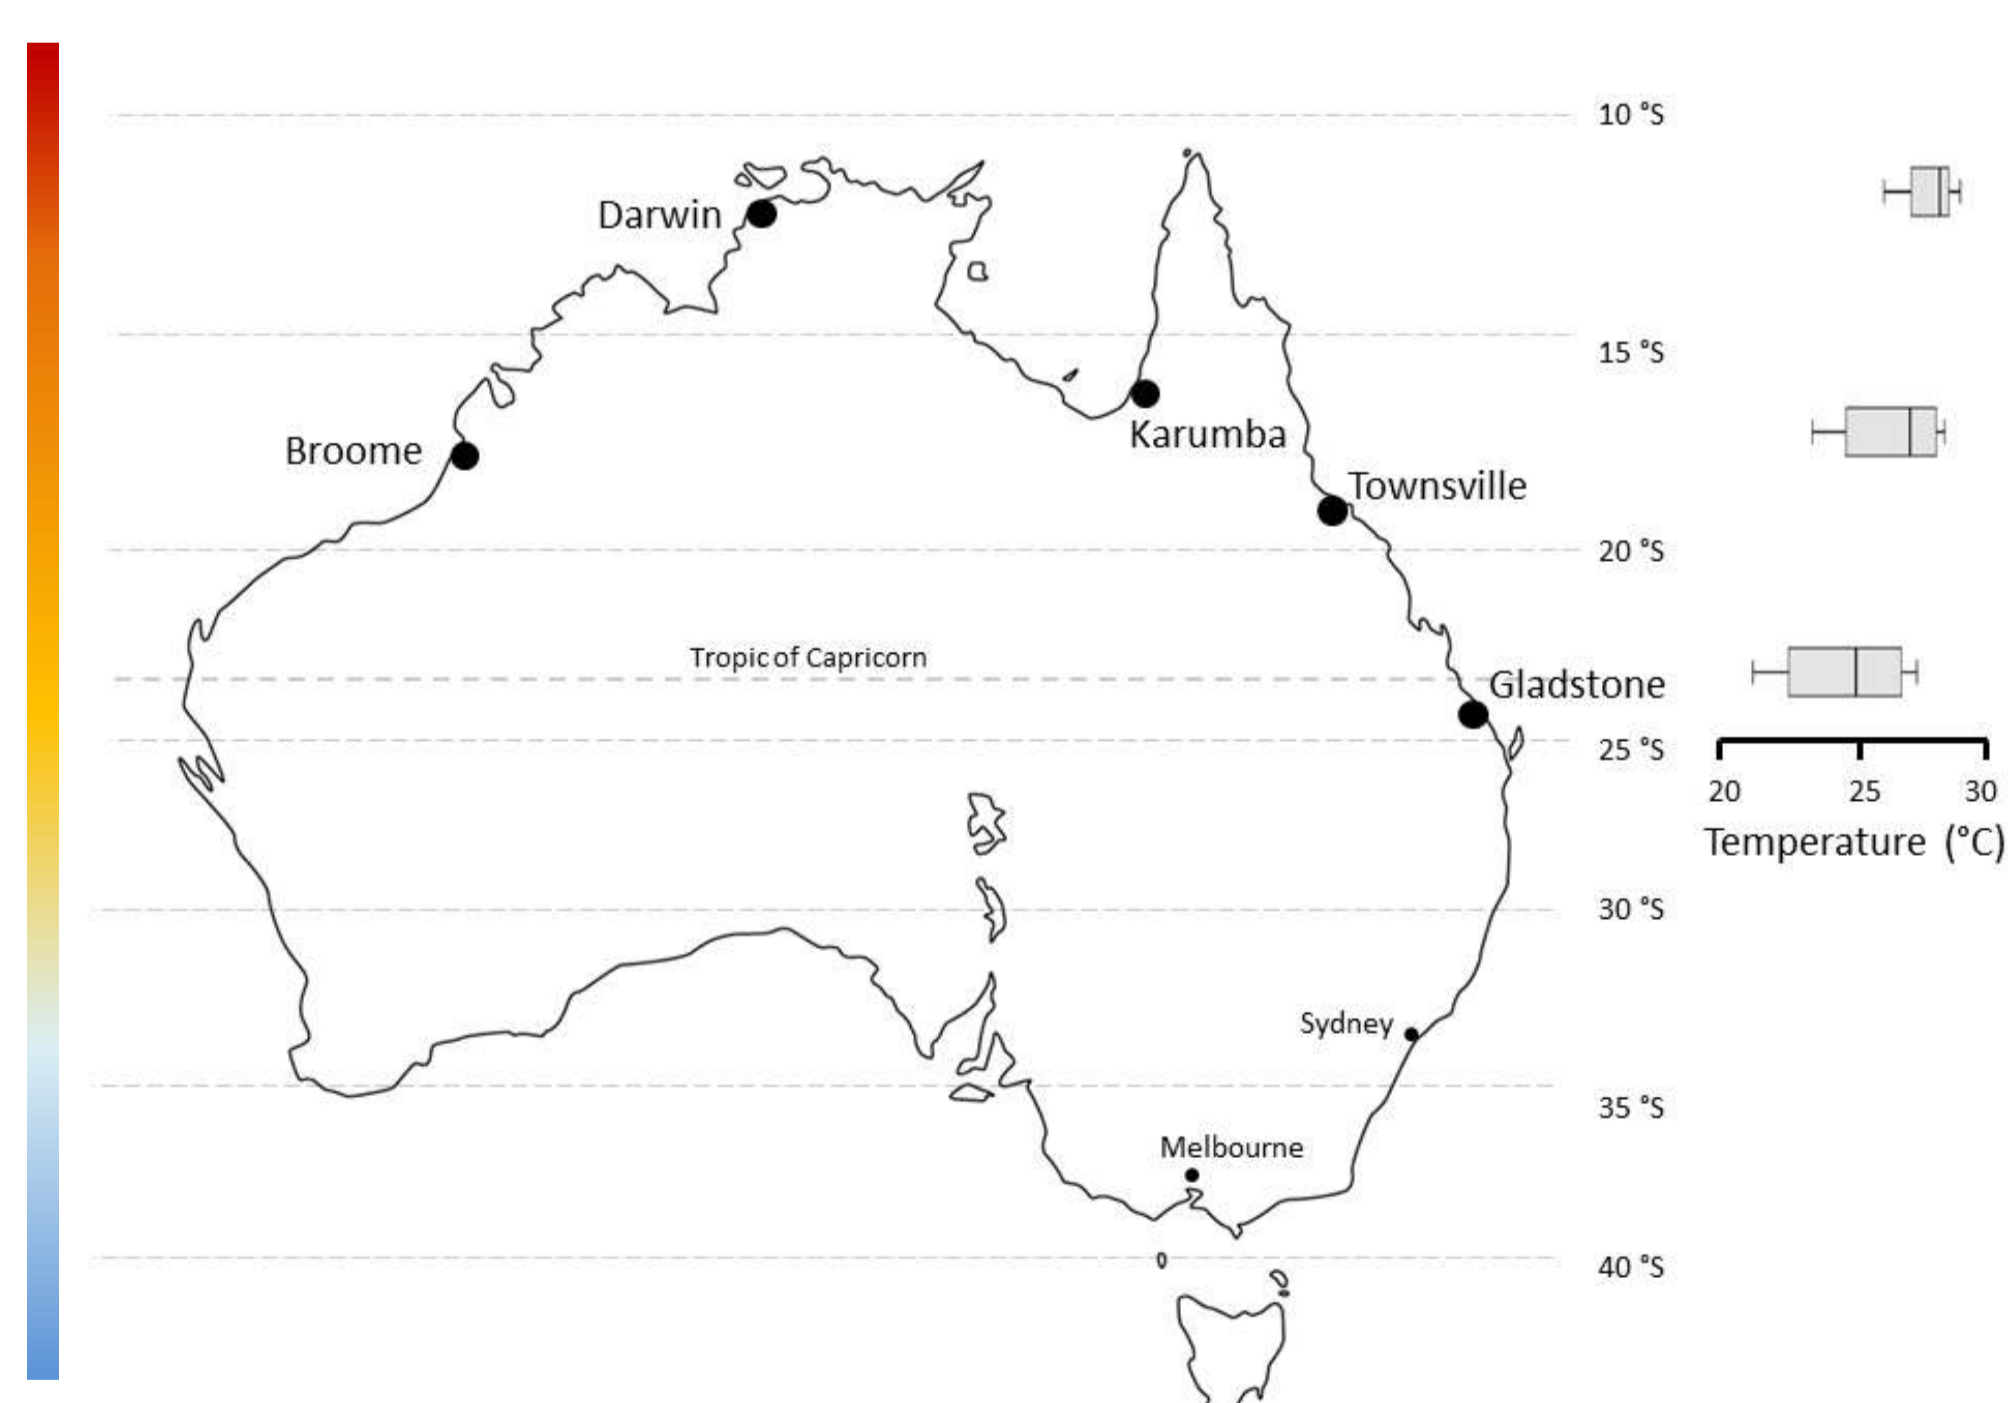 10 °S
Darwin
15 °S
Karumba
Broome
Townsville
20 °S
Tropic of Capricorn
Gladstone
25 °S
20 25 30
Temperature (°C)
30 °S
Sydney
35 °S
Melbourne
40 °S